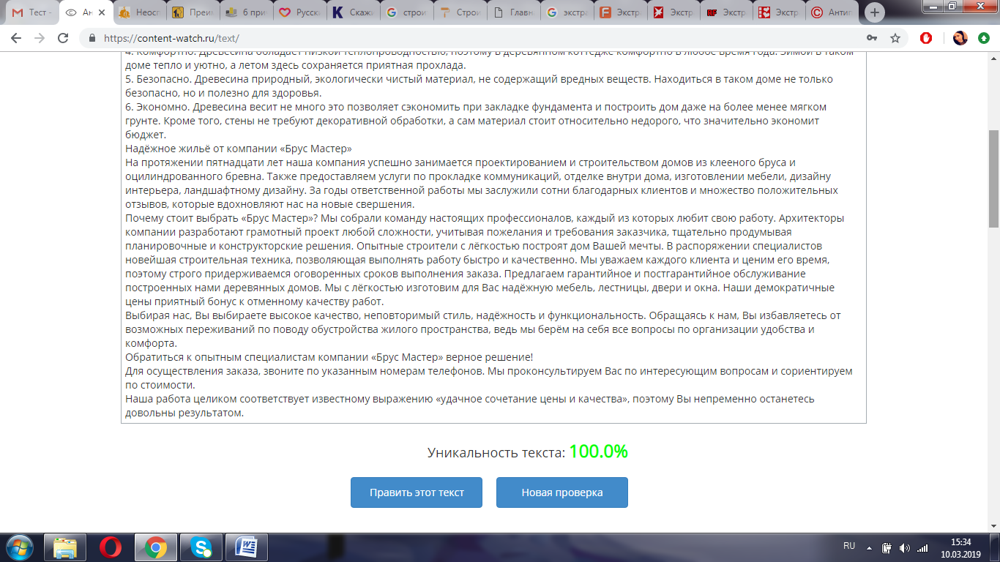 Тест -
Ан
Неосп
Преи
6 при
Русск
Скажи
строи
Строи
Главн
экстра
Экстра
Экстр
Экстр
Экстр
Антип
https://content-watch.ru/text/
4. Комфортно. Древесина обладает низкой теплопроводностью, поэтому в деревянном коттедже комфортно в любое время года. Зимой в таком
доме тепло и уютно, а летом здесь сохраняется приятная прохлада.
5. Безопасно. Древесина природный, экологически чистый материал, не содержащий вредных веществ. Находиться в таком доме не только
безопасно, но и полезно для здоровья.
6. Экономно. Древесина весит не много это позволяет сэкономить при закладке фундамента и построить дом даже на более менее мягком
грунте. Кроме того, стены не требуют декоративной обработки, а сам материал стоит относительно недорого, что значительно экономит
бюджет.
Надёжное жильё от компании «Брус Мастер»
На протяжении пятнадцати лет наша компания успешно занимается проектированием и строительством домов из клееного бруса и
оцилиндрованного бревна. Также предоставляем услуги по прокладке коммуникаций, отделке внутри дома, изготовлении мебели, дизайну
интерьера, ландшафтному дизайну. За годы ответственной работы мы заслужили сотни благодарных клиентов и множество положительных
отзывов, которые вдохновляют нас на новые свершения.
Почему стоит выбрать «Брус Мастер»? Мы собрали команду настоящих профессионалов, каждый из которых любит свою работу. Архитекторы
компании разработают грамотный проект любой сложности, учитывая пожелания и требования заказчика, тщательно продумывая
планировочные и конструкторские решения. Опытные строители с лёгкостью построят дом Вашей мечты. В распоряжении специалистов
новейшая строительная техника, позволяющая выполнять работу быстро и качественно. Мы уважаем каждого клиента и ценим его время,
поэтому строго придерживаемся оговоренных сроков выполнения заказа. Предлагаем гарантийное и постгарантийное обслуживание
построенных нами деревянных домов. Мы с лёгкостью изготовим для Вас надёжную мебель, лестницы, двери и окна. Наши демократичные
цены приятный бонус к отменному качеству работ.
Выбирая нас, Вы выбираете высокое качество, неповторимый стиль, надёжность и функциональность. Обращаясь к нам, Вы избавляетесь от
возможных переживаний по поводу обустройства жилого пространства, ведь мы берём на себя все вопросы по организации удобства и
комфорта.
Обратиться к опытным специалистам компании «Брус Мастер» верное решение!
Для осуществления заказа, звоните по указанным номерам телефонов. Мы проконсультируем Вас по интересующим вопросам и сориентируем
по стоимости.
Наша работа целиком соответствует известному выражению «удачное сочетание цены и качества», поэтому Вы непременно останетесь
довольны результатом.
Уникальность текста: 100.0%
Править этот текст
Новая проверка
RU
15:34
10.03.2019